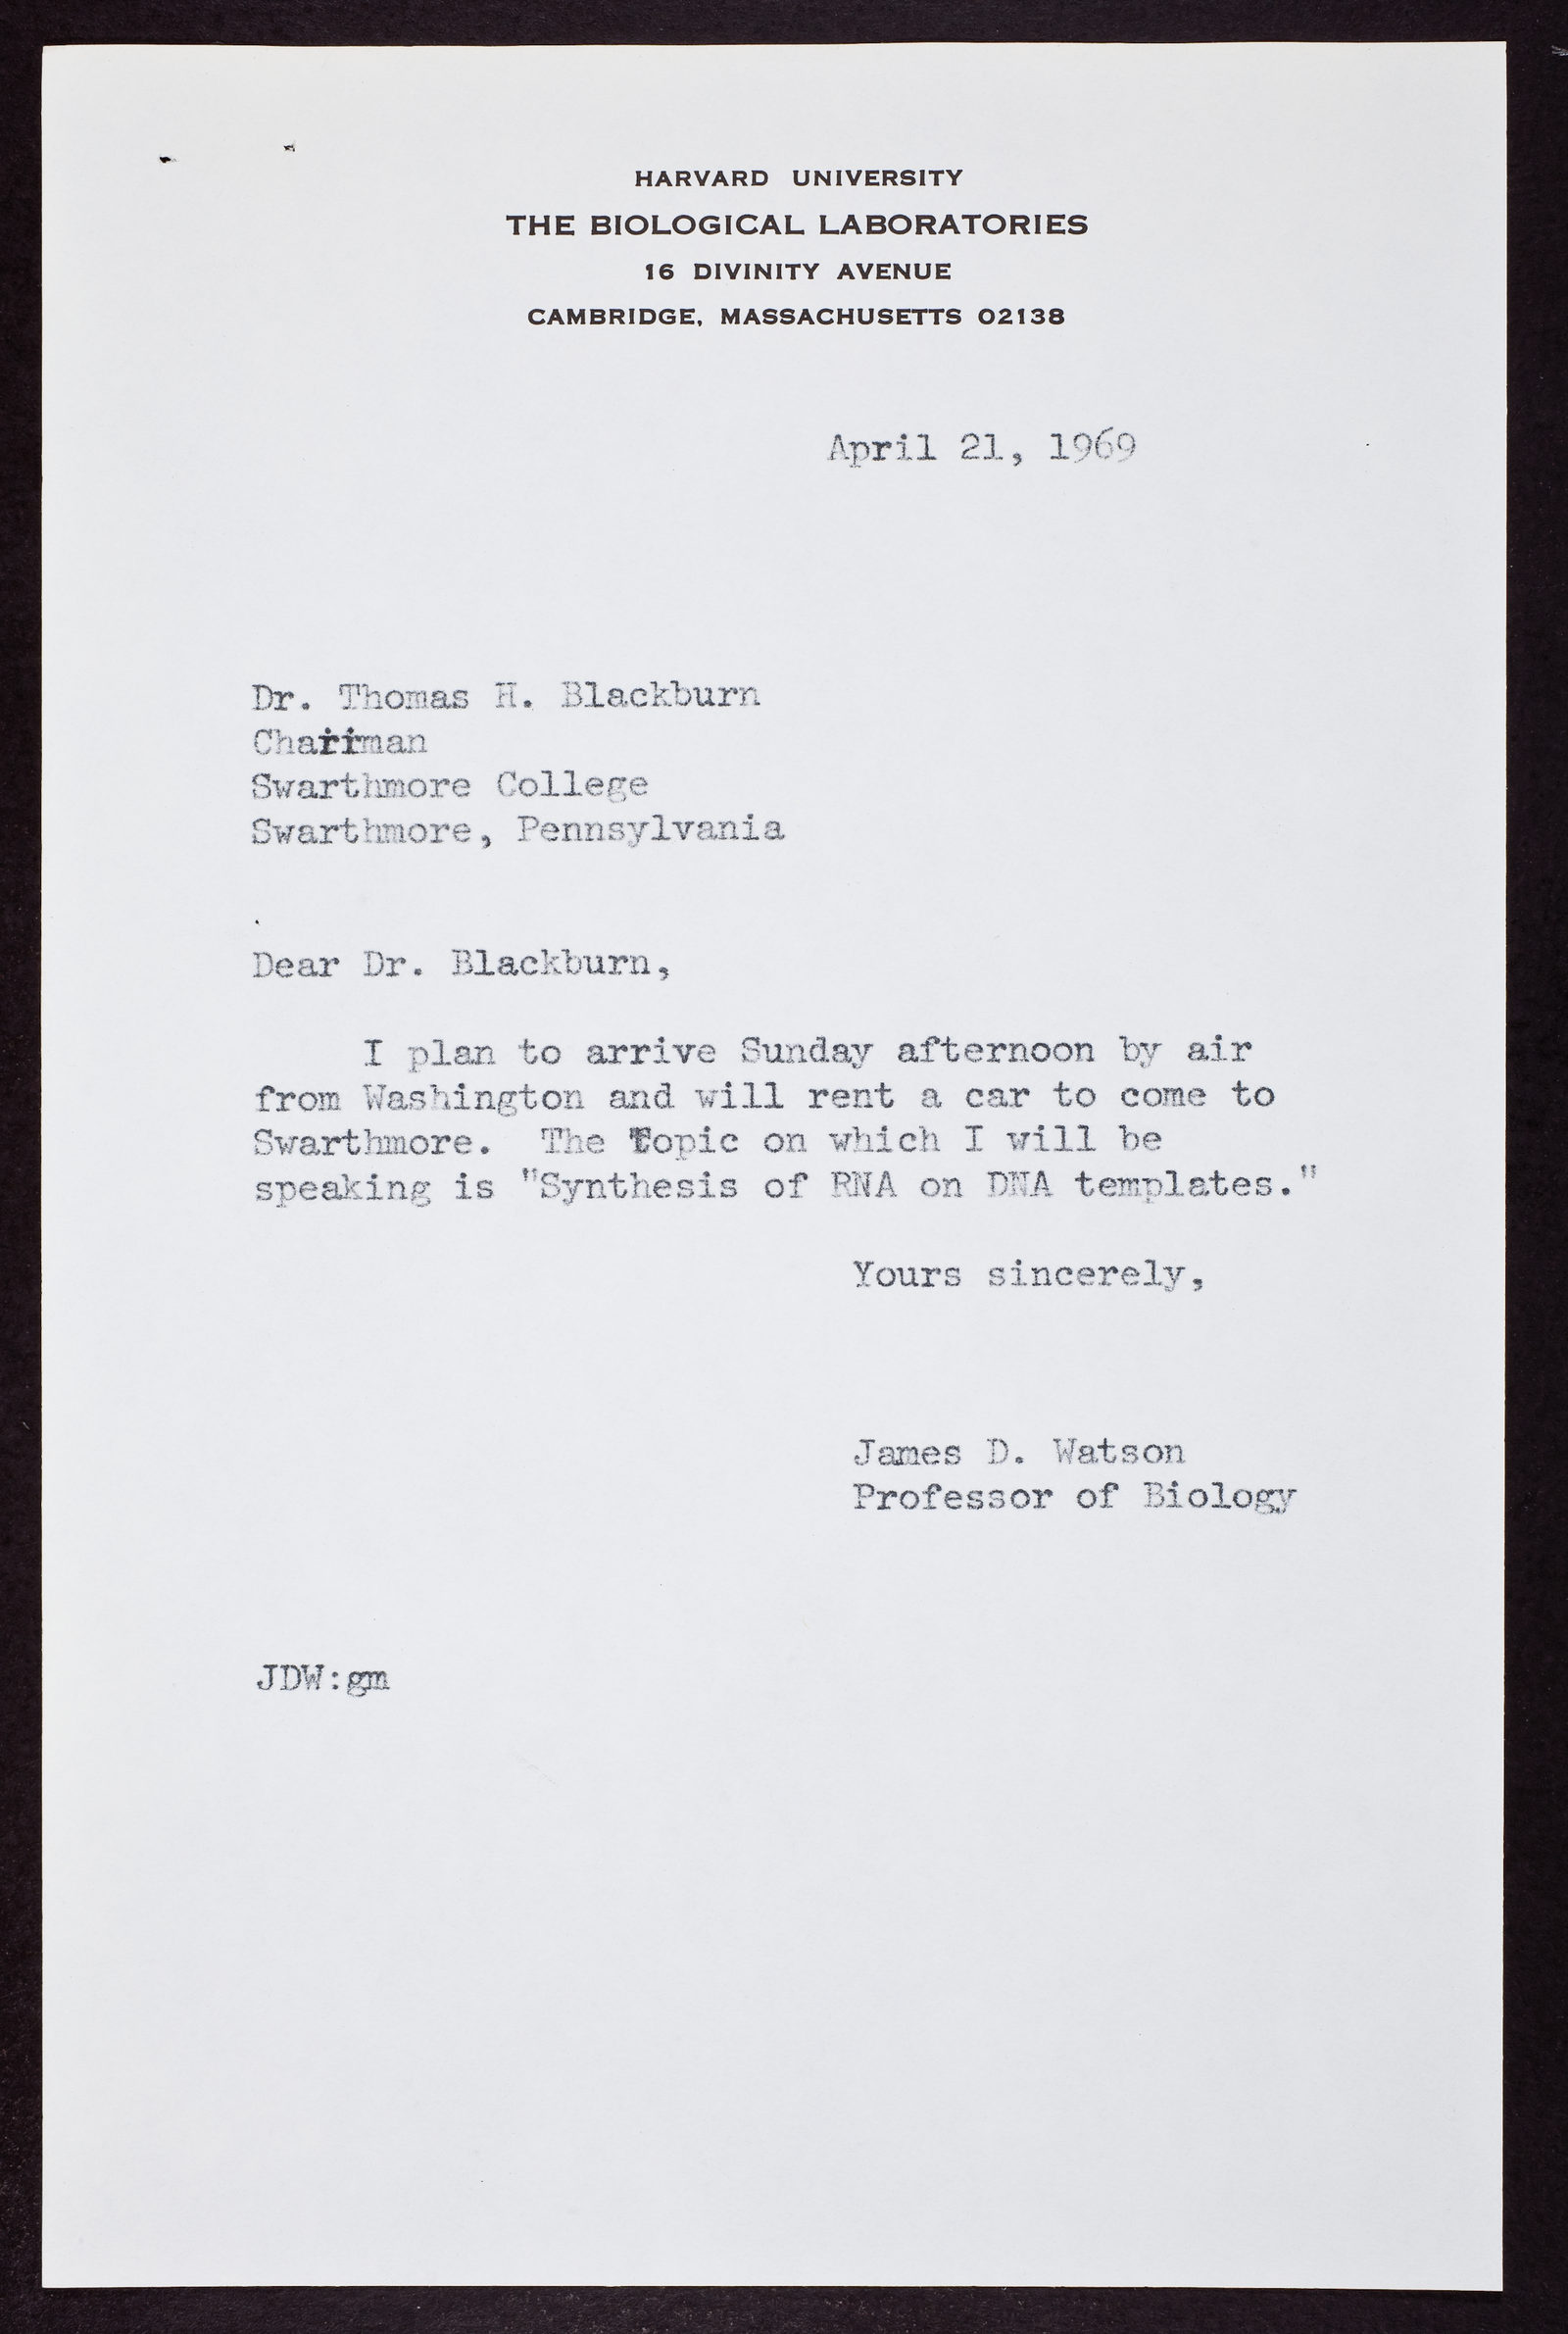 HARVARD UNIVERSITY
THE BIOLOGICAL LABORATORIES
16 DIVINITY AVENUE
CAMBRIDGE, MASSACHUSETTS 02138
April 21, 1969
Dr. Thomas H. Blackburn
Chairman
Swarthmore College
Swarthmore, Pennsylvania
Dear Dr. Blackburn,
I plan to arrive Sunday afternoon by air
from Washington and will rent a car to come to
Swarthmore. The topic on which I will be
speaking is "Synthesis of RNA on DNA templates."
Yours sincerely,
James D. Watson
Professor of Biology
JDW:gm